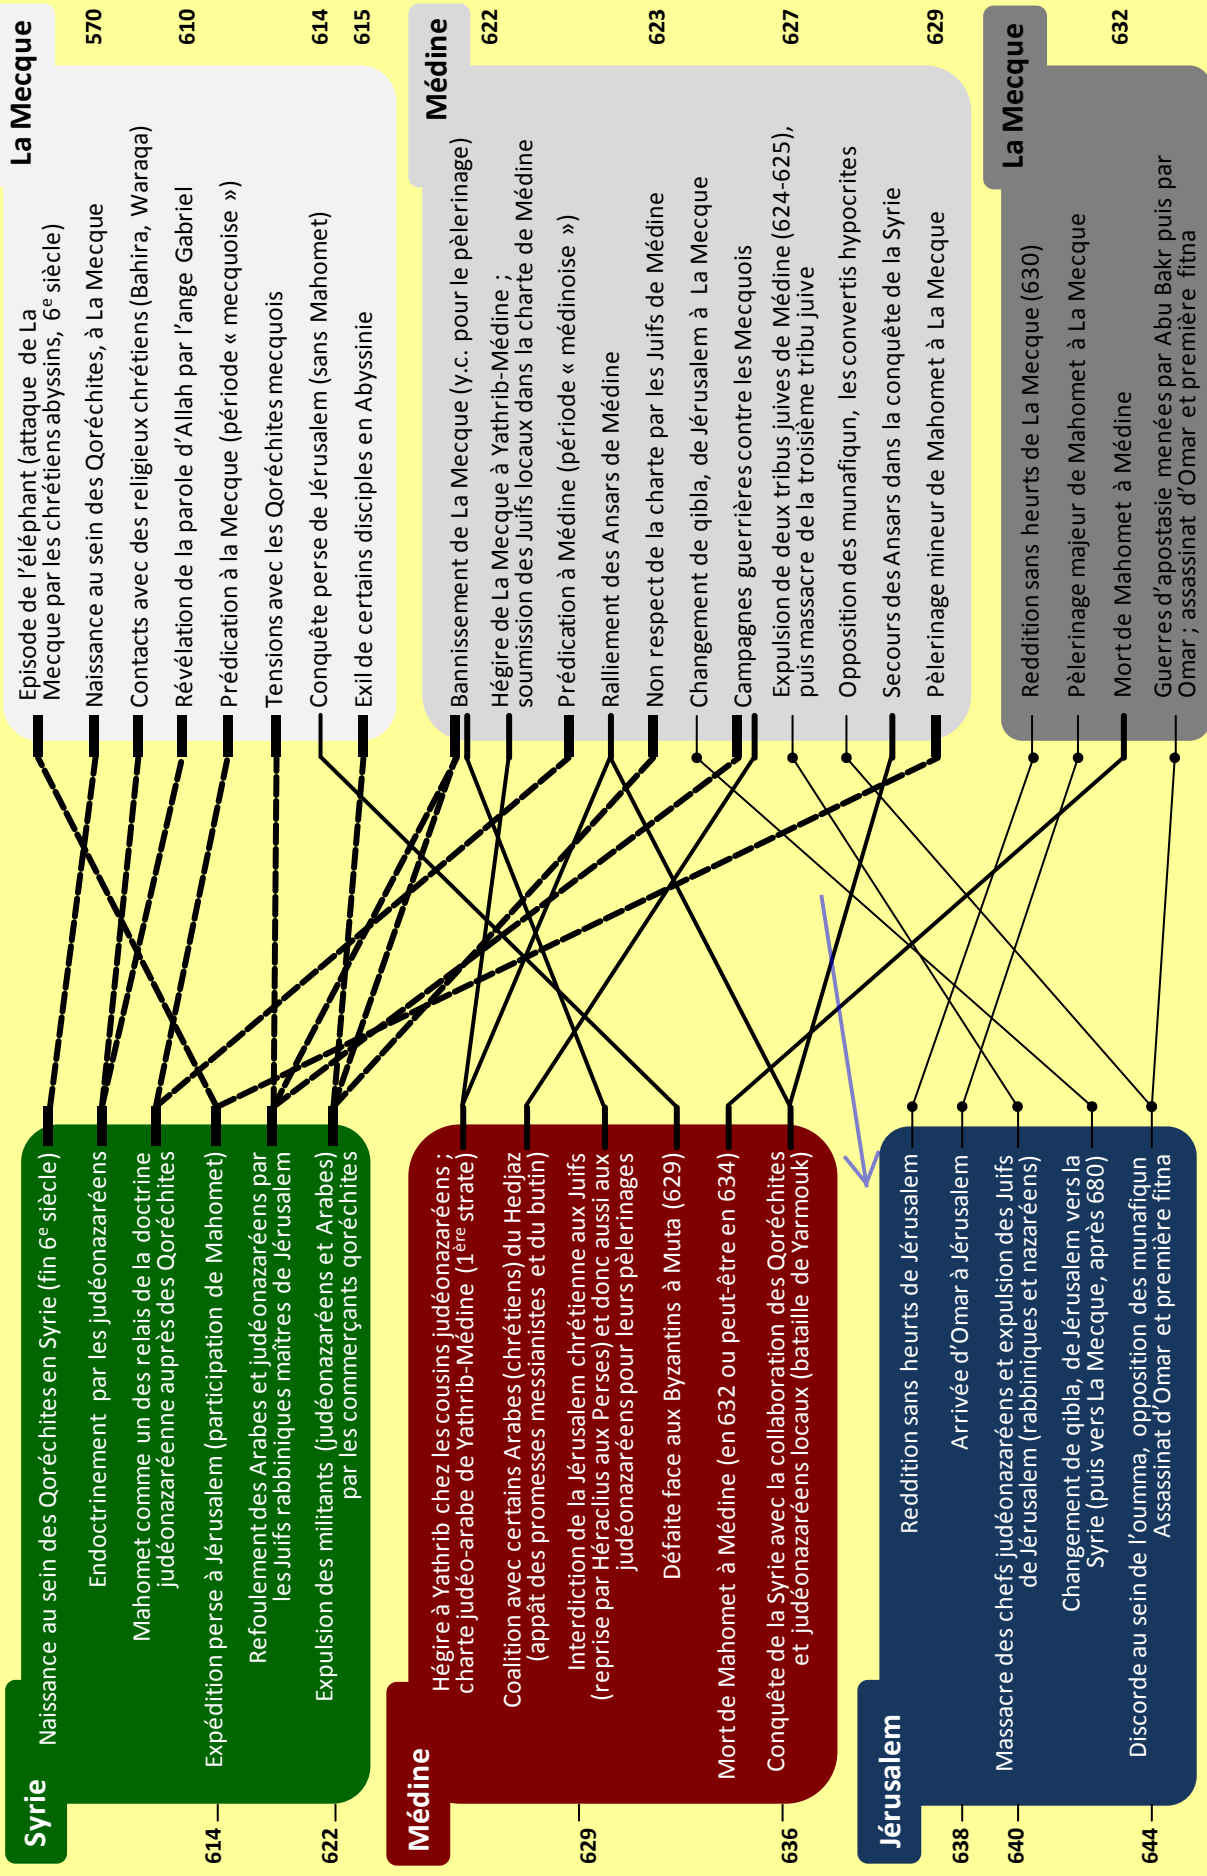 Syrie
Naissance au sein des Qoréchites en Syrie (fin 6e siècle)
Endoctrinement par les judéonazaréens
Mahomet comme un des relais de la doctrine
judéonazaréenne auprès des Qoréchites
614
Expédition perse à Jérusalem (participation de Mahomet)
Refoulement des Arabes et judéonazaréens par
les Juifs rabbiniques maîtres de Jérusalem
622
Expulsion des militants (judéonazaréens et Arabes)
par les commerçants qoréchites
Médine
Hégire à Yathrib chez les cousins judéonazaréens ;
charte judéo-arabe de Yathrib-Médine (1ère strate)
Coalition avec certains Arabes (chrétiens) du Hedjaz
(appât des promesses messianistes et du butin)
629
Interdiction de la Jérusalem chrétienne aux Juifs
(reprise par Héraclius aux Perses) et donc aussi aux
judéonazaréens pour leurs pèlerinages
Défaite face aux Byzantins à Muta (629)
Mort de Mahomet à Médine (en 632 ou peut-être en 634)
636
Conquête de la Syrie avec la collaboration des Qoréchites
et judéonazaréens locaux (bataille de Yarmouk)
Jérusalem
Reddition sans heurts de Jérusalem
638
Arrivée d'Omar à Jérusalem
640
Massacre des chefs judéonazaréens et expulsion des Juifs
de Jérusalem (rabbiniques et nazaréens)
Changement de qibla, de Jérusalem vers la
Syrie (puis vers La Mecque, après 680)
644
Discorde au sein de l'oumma, opposition des munafiqun
Assassinat d'Omar et première fitna
La Mecque
Episode de l'éléphant (attaque de La
Mecque par les chrétiens abyssins, 6e siècle)
Naissance au sein des Qoréchites, à La Mecque
570
Contacts avec des religieux chrétiens (Bahira, Waraqa)
Révélation de la parole d'Allah par l'ange Gabriel
610
Prédication à la Mecque (période « mecquoise »)
Tensions avec les Qoréchites mecquois
Conquête perse de Jérusalem (sans Mahomet)
614
Exil de certains disciples en Abyssinie
615
Médine
Bannissement de La Mecque (y.c. pour le pèlerinage)
Hégire de La Mecque à Yathrib-Médine ;
soumission des Juifs locaux dans la charte de Médine
622
Prédication à Médine (période « médinoise »)
Ralliement des Ansars de Médine
Non respect de la charte par les Juifs de Médine
623
Changement de qibla, de Jérusalem à La Mecque
Campagnes guerrières contre les Mecquois
Expulsion de deux tribus juives de Médine (624-625),
puis massacre de la troisième tribu juive
627
Opposition des munafiqun, les convertis hypocrites
Secours des Ansars dans la conquête de la Syrie
Pèlerinage mineur de Mahomet à La Mecque
629
La Mecque
Reddition sans heurts de La Mecque (630)
Pèlerinage majeur de Mahomet à La Mecque
Mort de Mahomet à Médine
632
Guerres d'apostasie menées par Abu Bakr puis par
Omar ; assassinat d'Omar et première fitna